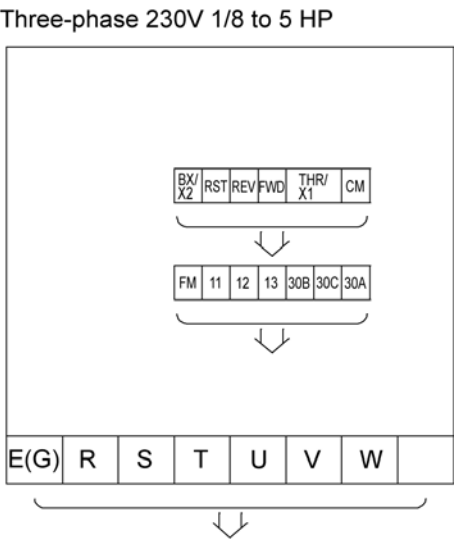 Three-phase 230V 1/8 to 5 HP
BX/ X2 RST REV FWD THR/ X1 CM
FM 11 12 13 30B 30C 30A
E(G) R S T U V W